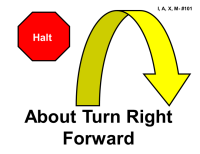 I, A, X, M- #101
Halt
About Turn Right
Forward